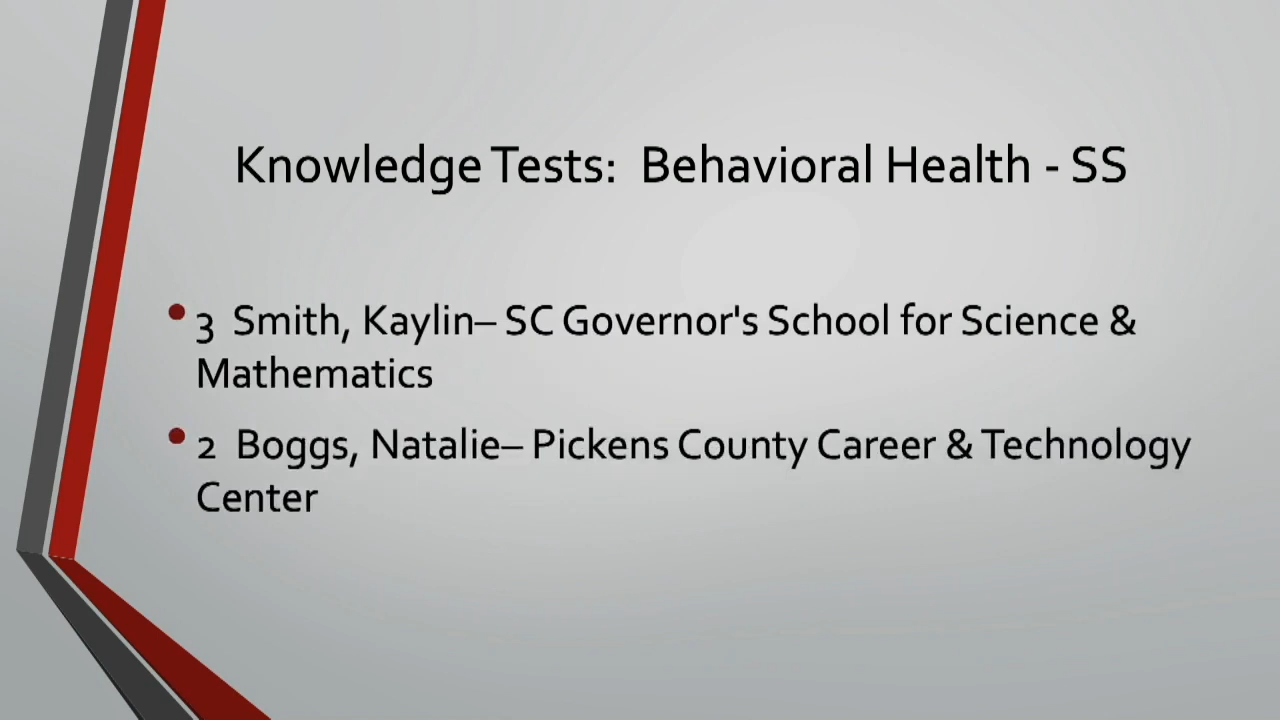 Knowledge Tests:  Behavioral Health - SS
• 3  Smith, Kaylin– SC Governor's School for Science &
Mathematics
• 2  Boggs, Natalie– Pickens County Career & Technology
Center